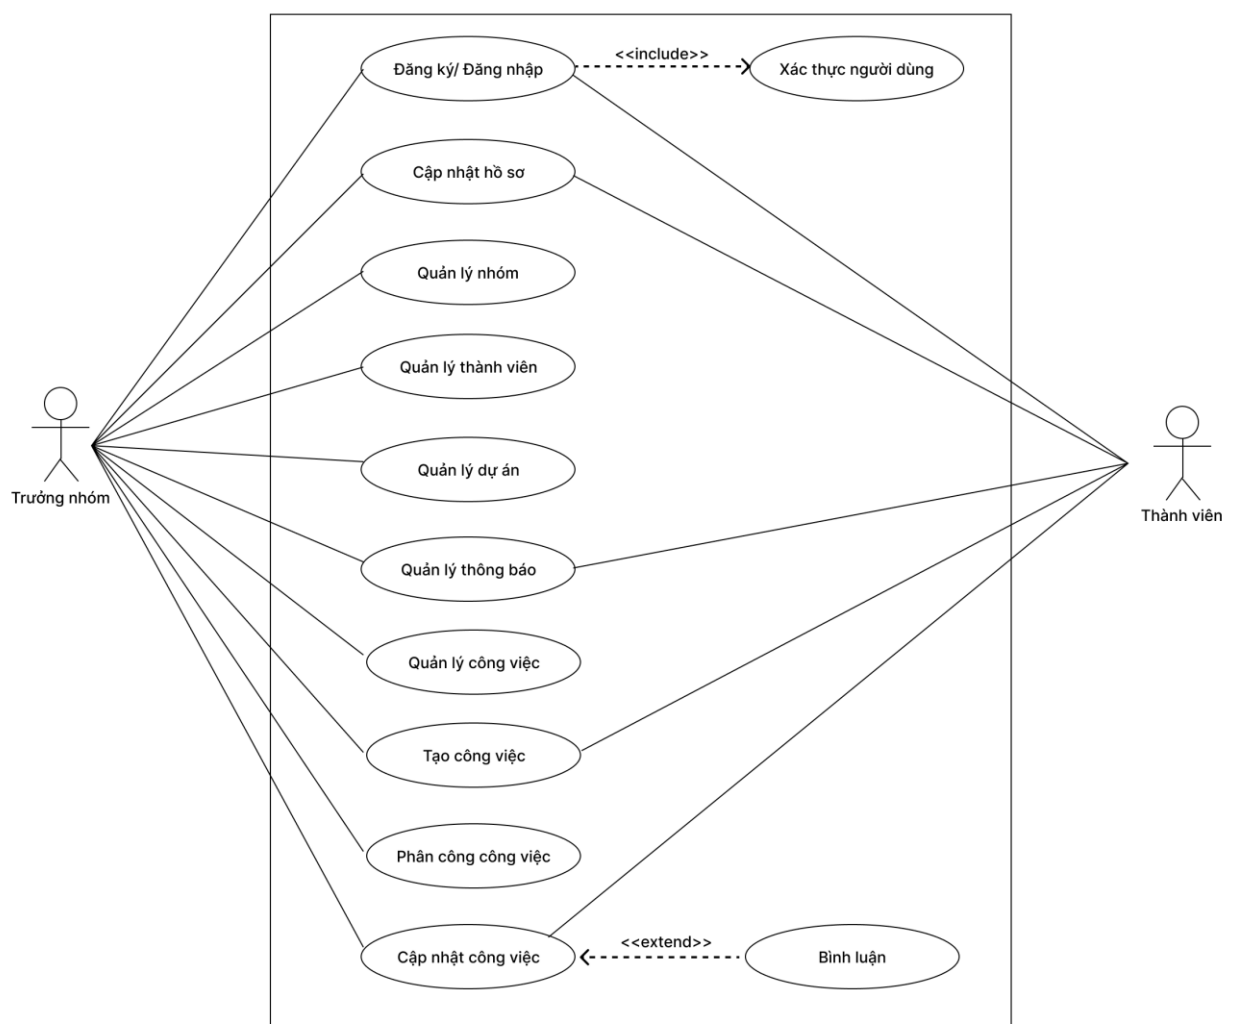 Đăng ký/ Đăng nhập
<<include>>
Xác thực người dùng
Cập nhật hồ sơ
Quản lý nhóm
Quản lý thành viên
Trưởng nhóm
Quản lý dự án
Thành viên
Quản lý thông báo
Quản lý công việc
Tạo công việc
Phân công công việc
Cập nhật công việc
<<extend>>
Bình luận